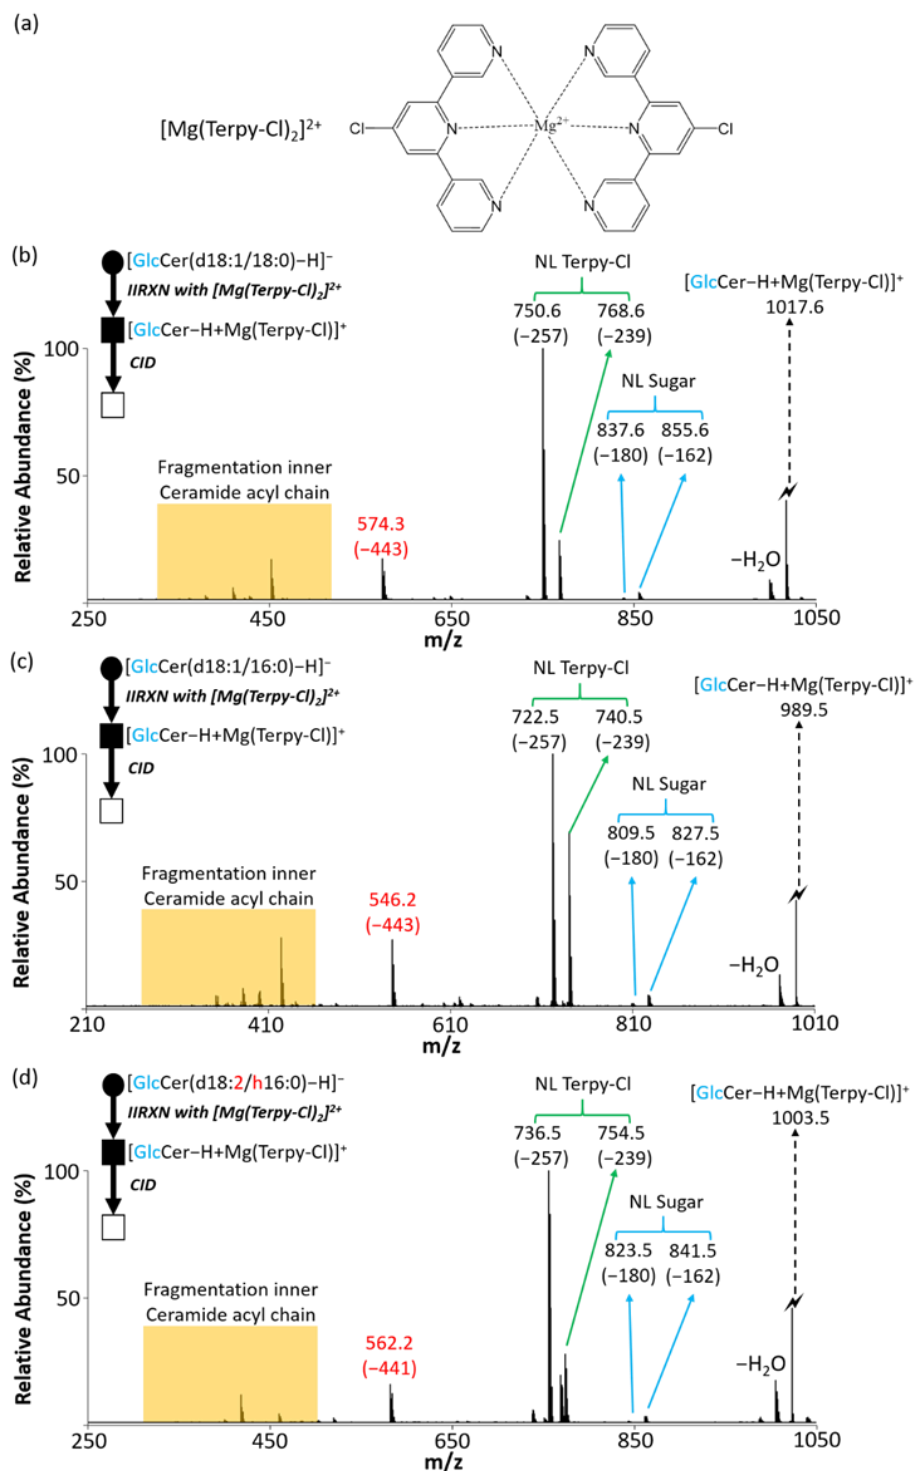 (a)
[Mg(Terpy-Cl)₂]²⁺
Cl
N
N
N
Mg²⁺
N
N
N
Cl
(b)
[GlcCer(d18:1/18:0)−H]⁻
IIRXN with [Mg(Terpy-Cl)₂]²⁺
[GlcCer−H+Mg(Terpy-Cl)]⁺
CID
NL Terpy-Cl
750.6 768.6
(−257) (−239)
NL Sugar
837.6 855.6
(−180) (−162)
[GlcCer−H+Mg(Terpy-Cl)]⁺
1017.6
Fragmentation inner
Ceramide acyl chain
574.3
(−443)
−H₂O
Relative Abundance (%)
100
50
250 450 650 850 1050
m/z
(c)
[GlcCer(d18:1/16:0)−H]⁻
IIRXN with [Mg(Terpy-Cl)₂]²⁺
[GlcCer−H+Mg(Terpy-Cl)]⁺
CID
NL Terpy-Cl
722.5 740.5
(−257) (−239)
NL Sugar
809.5 827.5
(−180) (−162)
[GlcCer−H+Mg(Terpy-Cl)]⁺
989.5
Fragmentation inner
Ceramide acyl chain
546.2
(−443)
−H₂O
Relative Abundance (%)
100
50
210 410 610 810 1010
m/z
(d)
[GlcCer(d18:2/h16:0)−H]⁻
IIRXN with [Mg(Terpy-Cl)₂]²⁺
[GlcCer−H+Mg(Terpy-Cl)]⁺
CID
NL Terpy-Cl
736.5 754.5
(−257) (−239)
NL Sugar
823.5 841.5
(−180) (−162)
[GlcCer−H+Mg(Terpy-Cl)]⁺
1003.5
Fragmentation inner
Ceramide acyl chain
562.2
(−441)
−H₂O
Relative Abundance (%)
100
50
250 450 650 850 1050
m/z